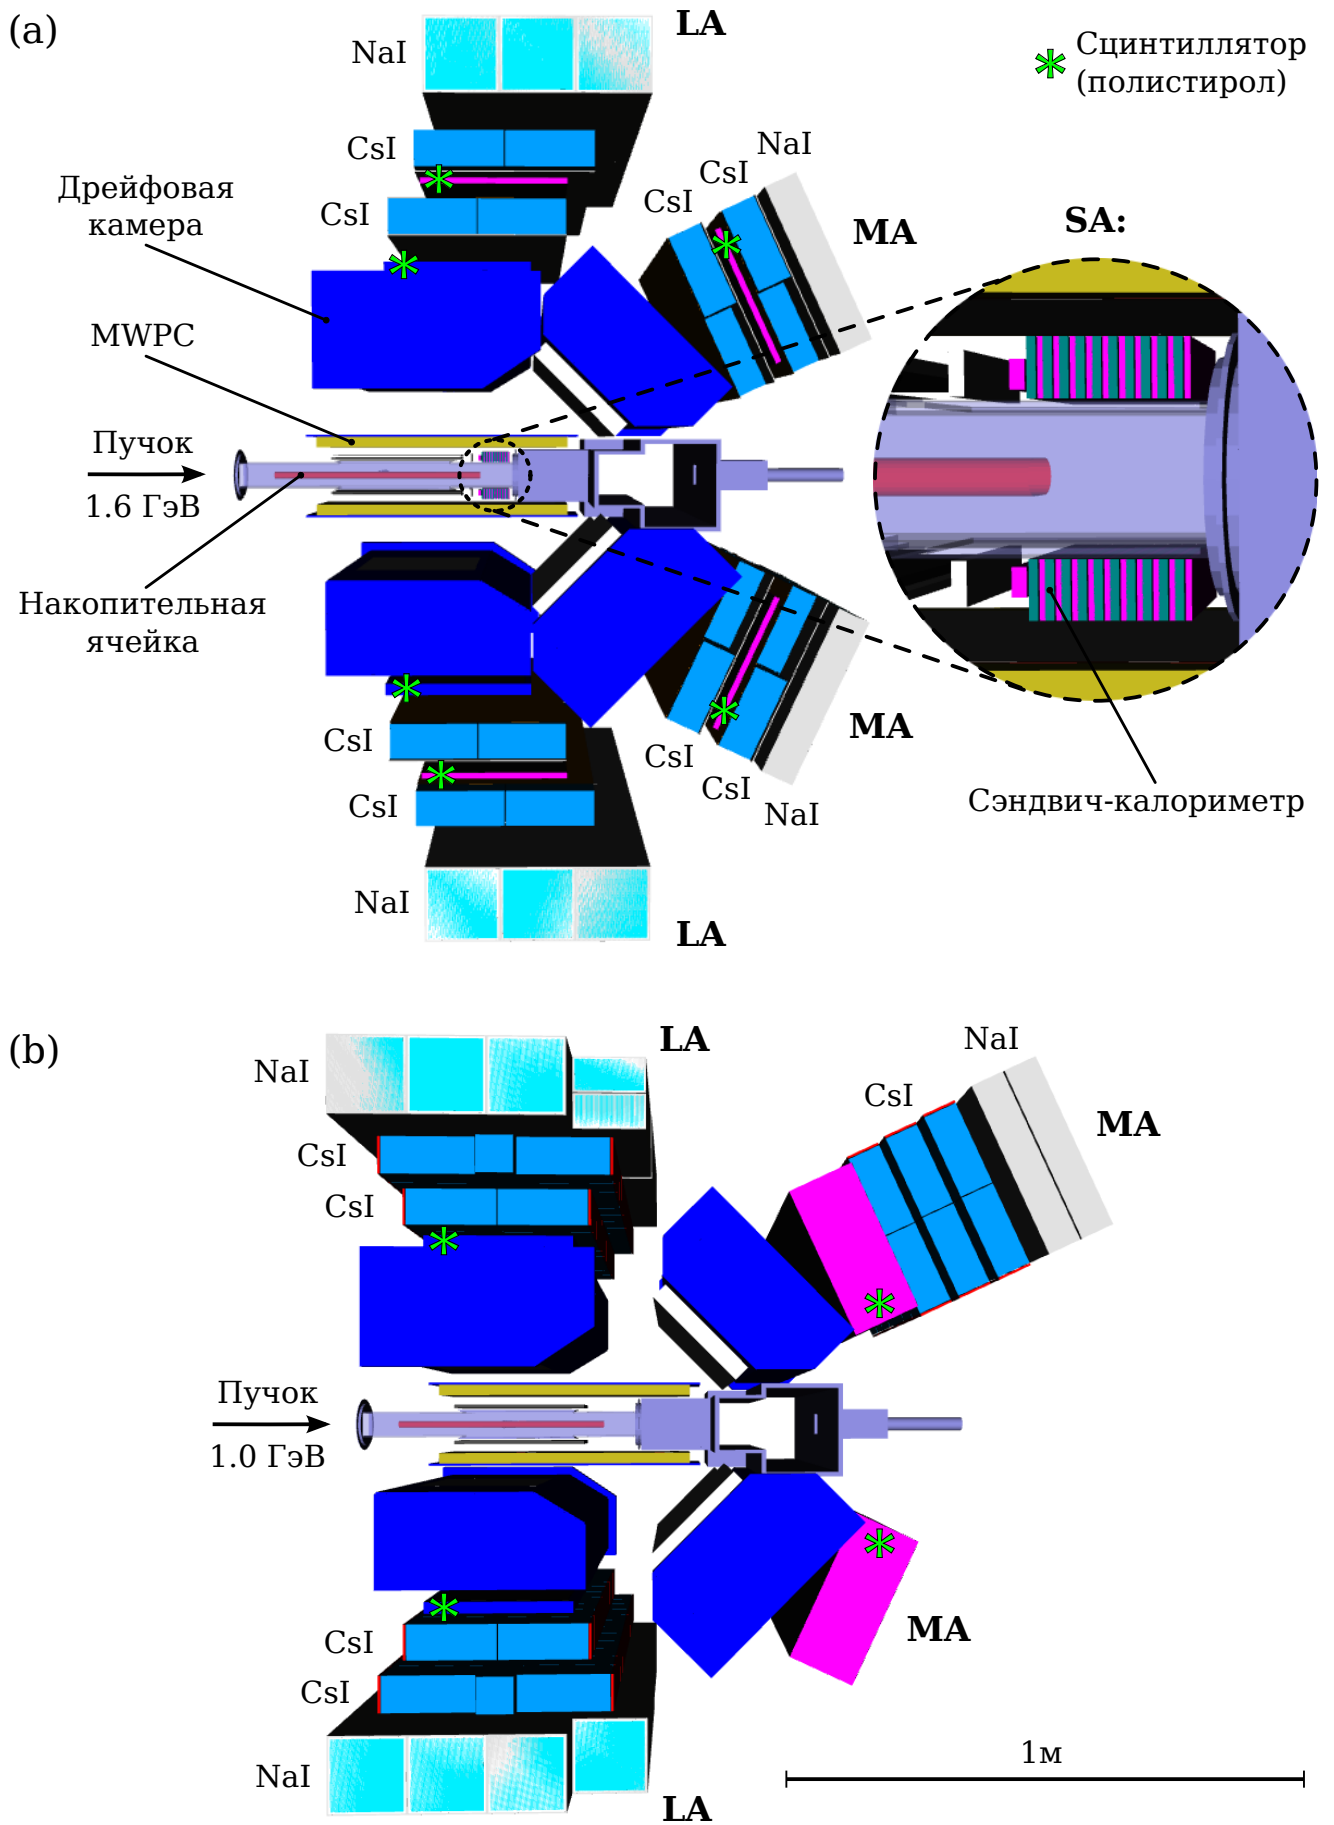 (a)
LA
NaI
Сцинтиллятор
(полистирол)
CsI
NaI
CsI
CsI
Дрейфовая
камера
CsI
MA
SA:
MWPC
Пучок
1.6 ГэВ
Накопительная
ячейка
CsI
MA
CsI
CsI
NaI
CsI
Сэндвич-калориметр
NaI
LA
(b)
LA
NaI
NaI
CsI
MA
CsI
CsI
Пучок
1.0 ГэВ
CsI
MA
CsI
NaI
1м
LA